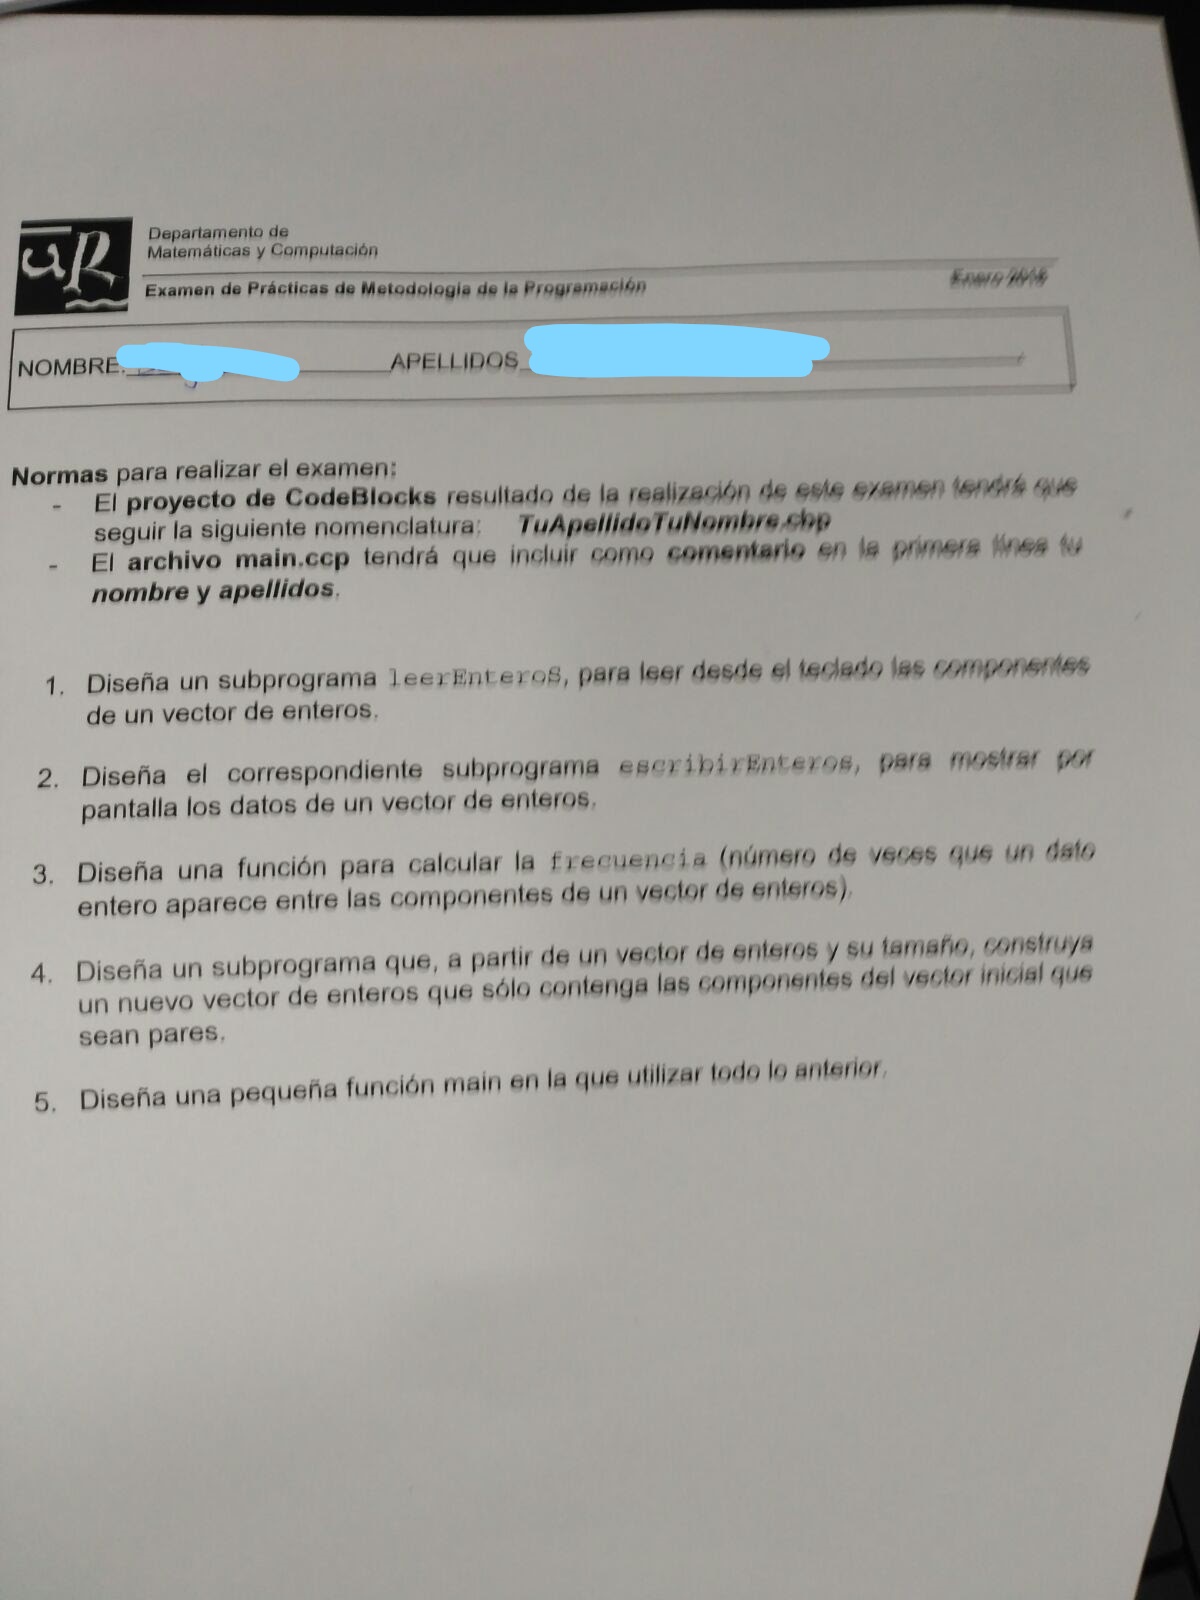 uR
Departamento de
Matemáticas y Computación
Examen de Prácticas de Metodología de la Programación
Enero
NOMBRE:
APELLIDOS
Normas para realizar el examen:
- El proyecto de CodeBlocks resultado de la realización de este examen tendrá que
seguir la siguiente nomenclatura: TuApellidoTuNombre.cbp
- El archivo main.ccp tendrá que incluir como comentario en la primera línea tu
nombre y apellidos.
1. Diseña un subprograma leerEnteros, para leer desde el teclado las componentes
de un vector de enteros.
2. Diseña el correspondiente subprograma escribirEnteros, para mostrar por
pantalla los datos de un vector de enteros.
3. Diseña una función para calcular la frecuencia (número de veces que un dato
entero aparece entre las componentes de un vector de enteros).
4. Diseña un subprograma que, a partir de un vector de enteros y su tamaño, construya
un nuevo vector de enteros que sólo contenga las componentes del vector inicial que
sean pares.
5. Diseña una pequeña función main en la que utilizar todo lo anterior.